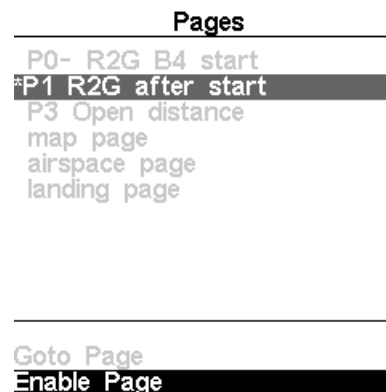 Pages
P0- R2G B4 start
*P1 R2G after start
P3 Open distance
map page
airspace page
landing page
Goto Page
Enable Page